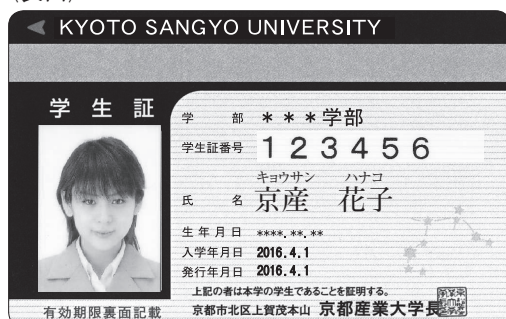 KYOTO SANGYO UNIVERSITY
学生証
学部 ***学部
学生証番号 123456
キョウサン ハナコ
氏名 京産 花子
生年月日 ****.**.**
入学年月日 2016.4.1
発行年月日 2016.4.1
上記の者は本学の学生であることを証明する。
有効期限裏面記載 京都市北区上賀茂本山 京都産業大学長